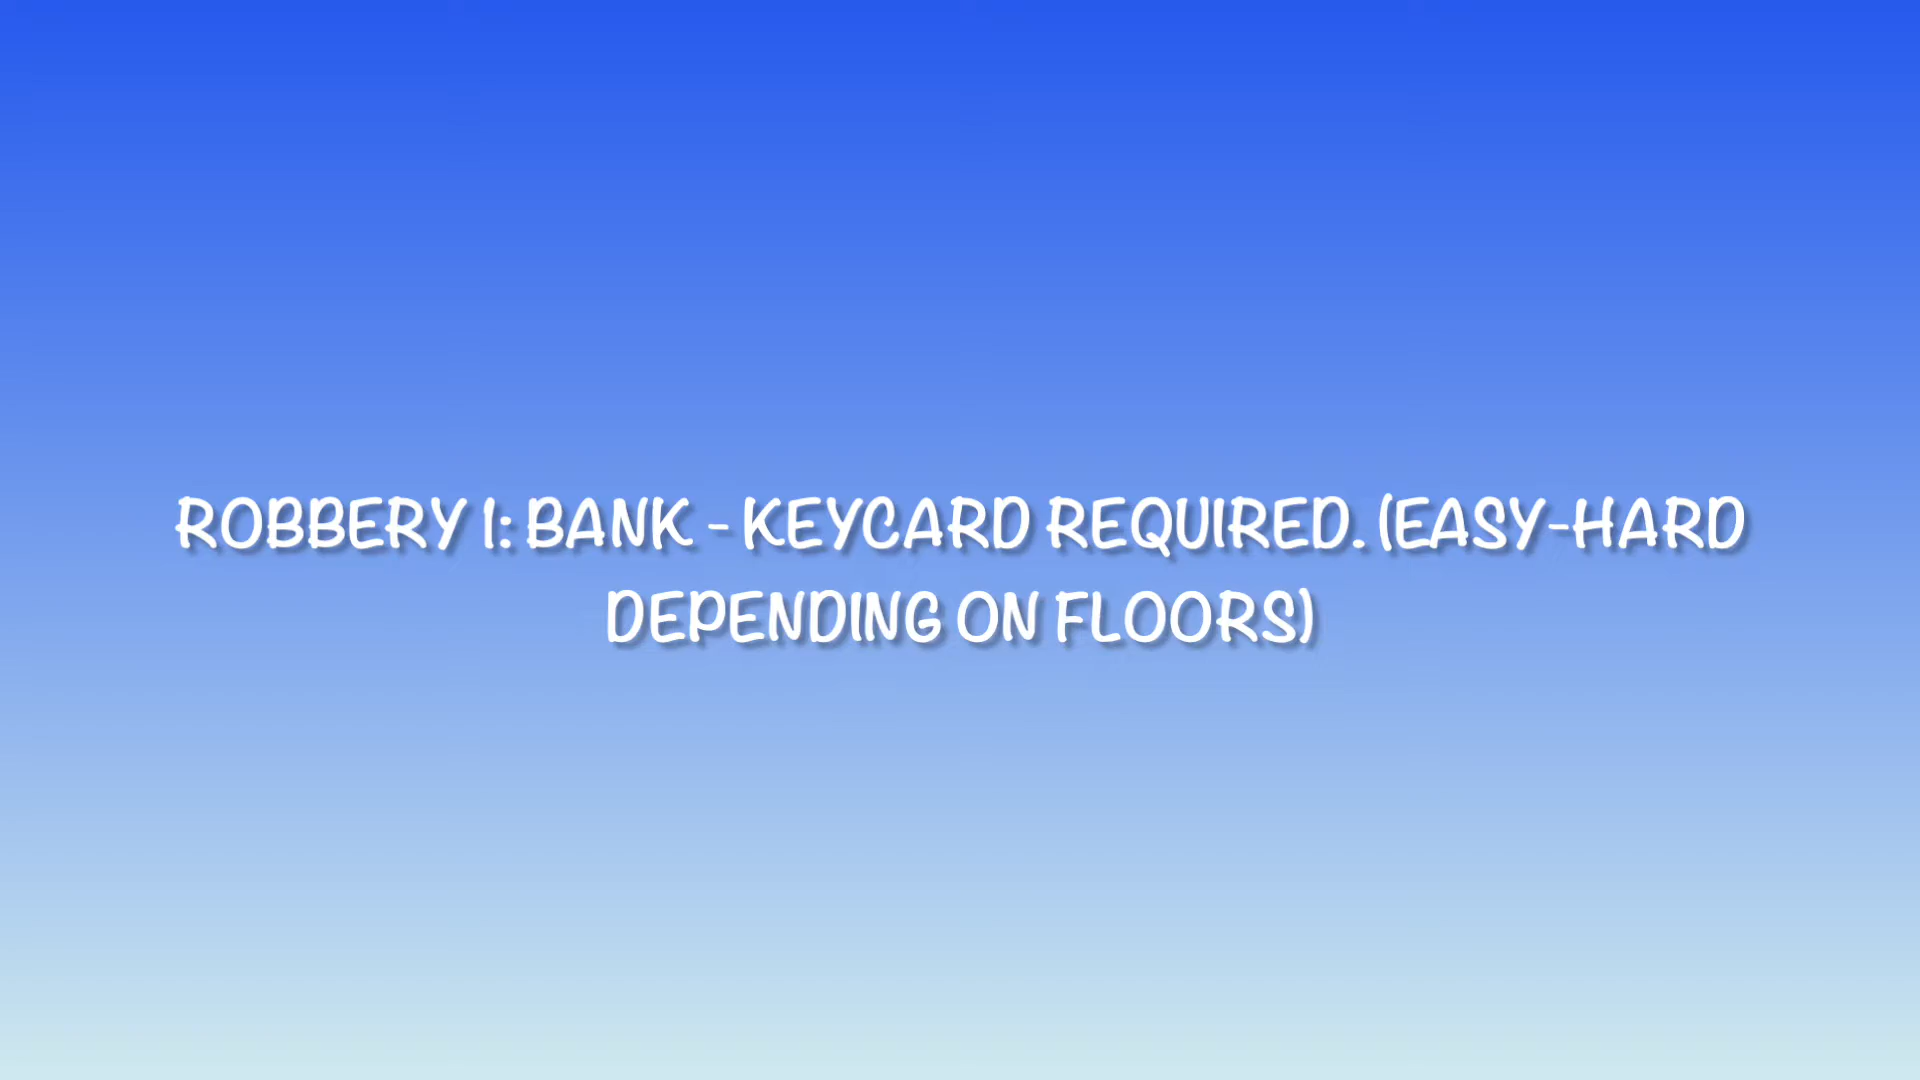 ROBBERY 1: BANK - KEYCARD REQUIRED. (EASY-HARD
DEPENDING ON FLOORS)